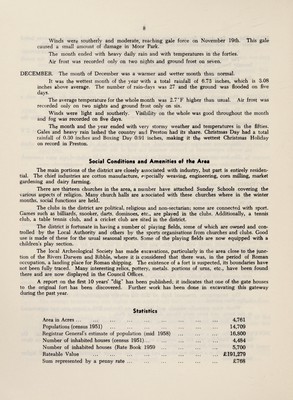 8
Winds were southerly and moderate, reaching gale force on November 19th. This gale
caused a small amount of damage in Moor Park.
The month ended with heavy daily rain and with temperatures in the forties.
Air frost was recorded only on two nights and ground frost on seven.
DECEMBER. The month of December was a warmer and wetter month than normal.
It was the wettest month of the year with a total rainfall of 6.72 inches, which is 3.08
inches above average. The number of rain-days was 27 and the ground was flooded on five
days.
The average temperature for the whole month was 2.7°F higher than usual. Air frost was
recorded only on two nights and ground frost only on six.
Winds were light and southerly. Visibility on the whole was good throughout the month
and fog was recorded on five days.
The month and the year ended with very stormy weather and temperatures in the fifties.
Gales and heavy rain lashed the country and Preston had its share. Christmas Day had a total
rainfall of 0.30 inches and Boxing Day 0.91 inches, making it the wettest Christmas Holiday
on record in Preston.
Social Conditions and Amenities of the Area
The main portions of the district are closely associated with industry, but part is entirely residen-
tial. The chief industries are cotton manufactures, especially weaving, engineering, corn milling, market
gardening and dairy farming.
There are thirteen churches in the area, a number have attached Sunday Schools covering the
various aspects of religion. Many church halls are associated with these churches where in the winter
months, social functions are held.
The clubs in the district are political, religious and non-sectarian; some are connected with sport.
Games such as billiards, snooker, darts, dominoes, etc., are played in the clubs. Additionally, a tennis
club, a table tennis club, and a cricket club are sited in the district.
The district is fortunate in having a number of playing fields, some of which are owned and con-
trolled by the Local Authority and others by the sports organisations from churches and clubs. Good
use is made of these for the usual seasonal sports. Some of the playing fields are now equipped with a
children's play section.
The local Archæological Society has made excavations, particularly in the area close to the junc-
tion of the Rivers Darwen and Ribble, where it is considered that there was, in the period of Roman
occupation, a landing place for Roman shipping. The existence of a fort is suspected, its boundaries have
not been fully traced. Many interesting relics, pottery, metals, portions of urns, etc., have been found
there and are now displayed in the Council Offices.
A report on the first 10 years' "dig" has been published, it indicates that one of the gate houses
to the original fort has been discovered. Further work has been done in excavating this gateway
during the past year.
Statistics
Area in Acres ... 4,761
Populations (census 1951) ... 14,709
Registrar General's estimate of population (mid 1958) ... 16,800
Number of inhabited houses (census 1951) ... 4,484
Number of inhabited houses (Rate Book 1959 ... 5,700
Rateable Value ... £191,270
Sum represented by a penny rate ... £768